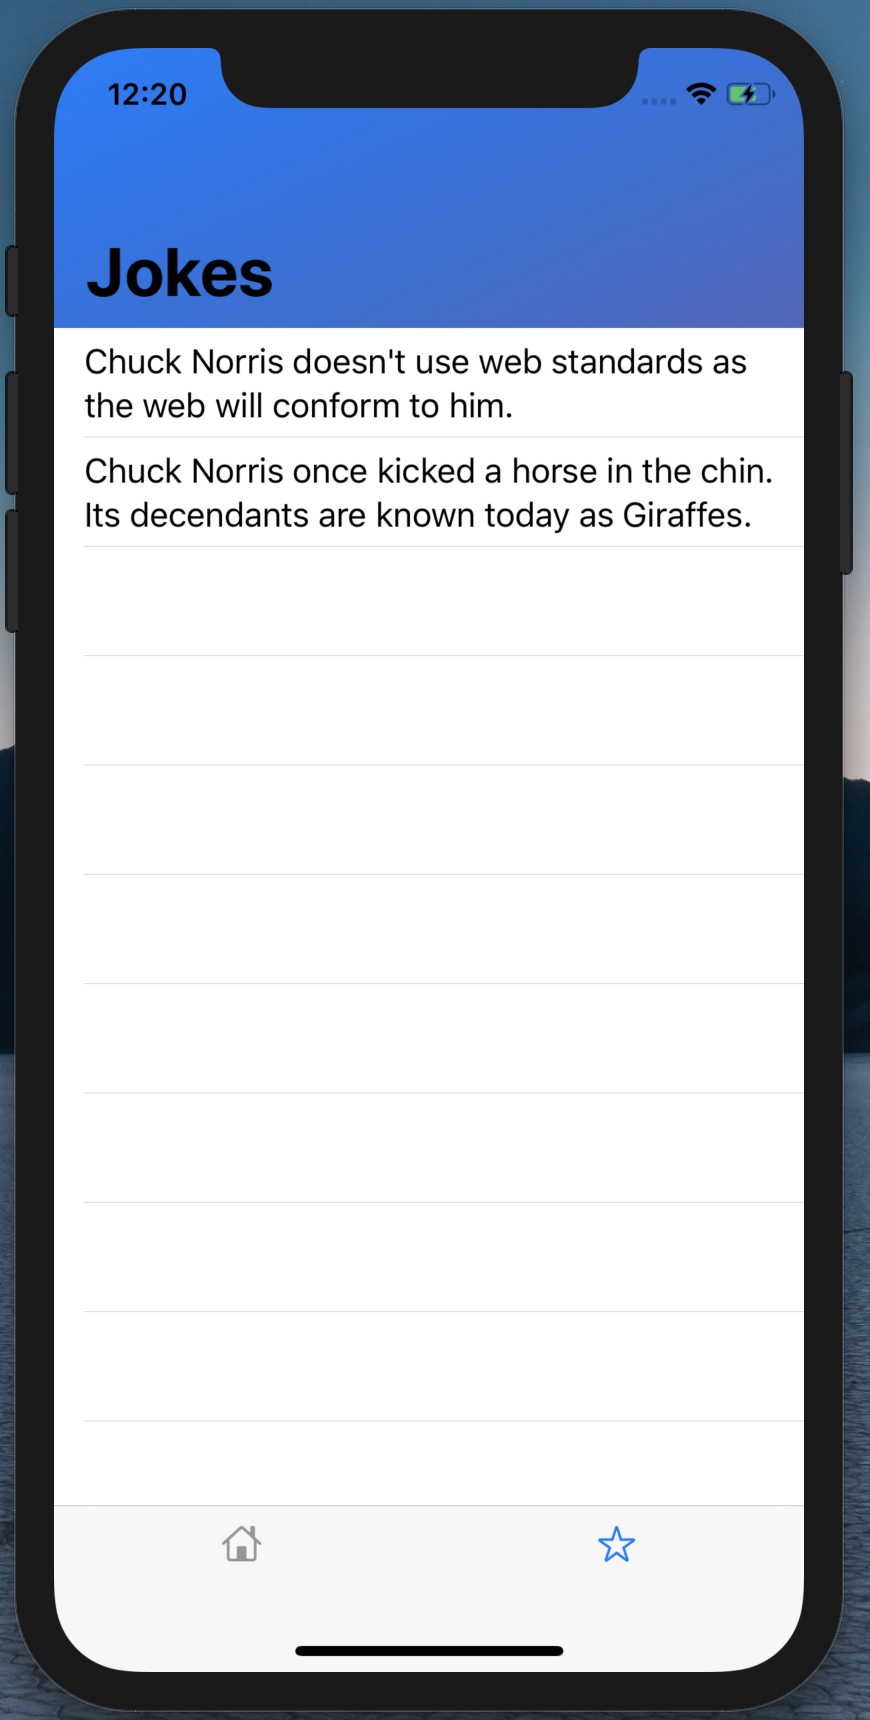 12:20
Jokes
Chuck Norris doesn't use web standards as
the web will conform to him.
Chuck Norris once kicked a horse in the chin.
Its decendants are known today as Giraffes.